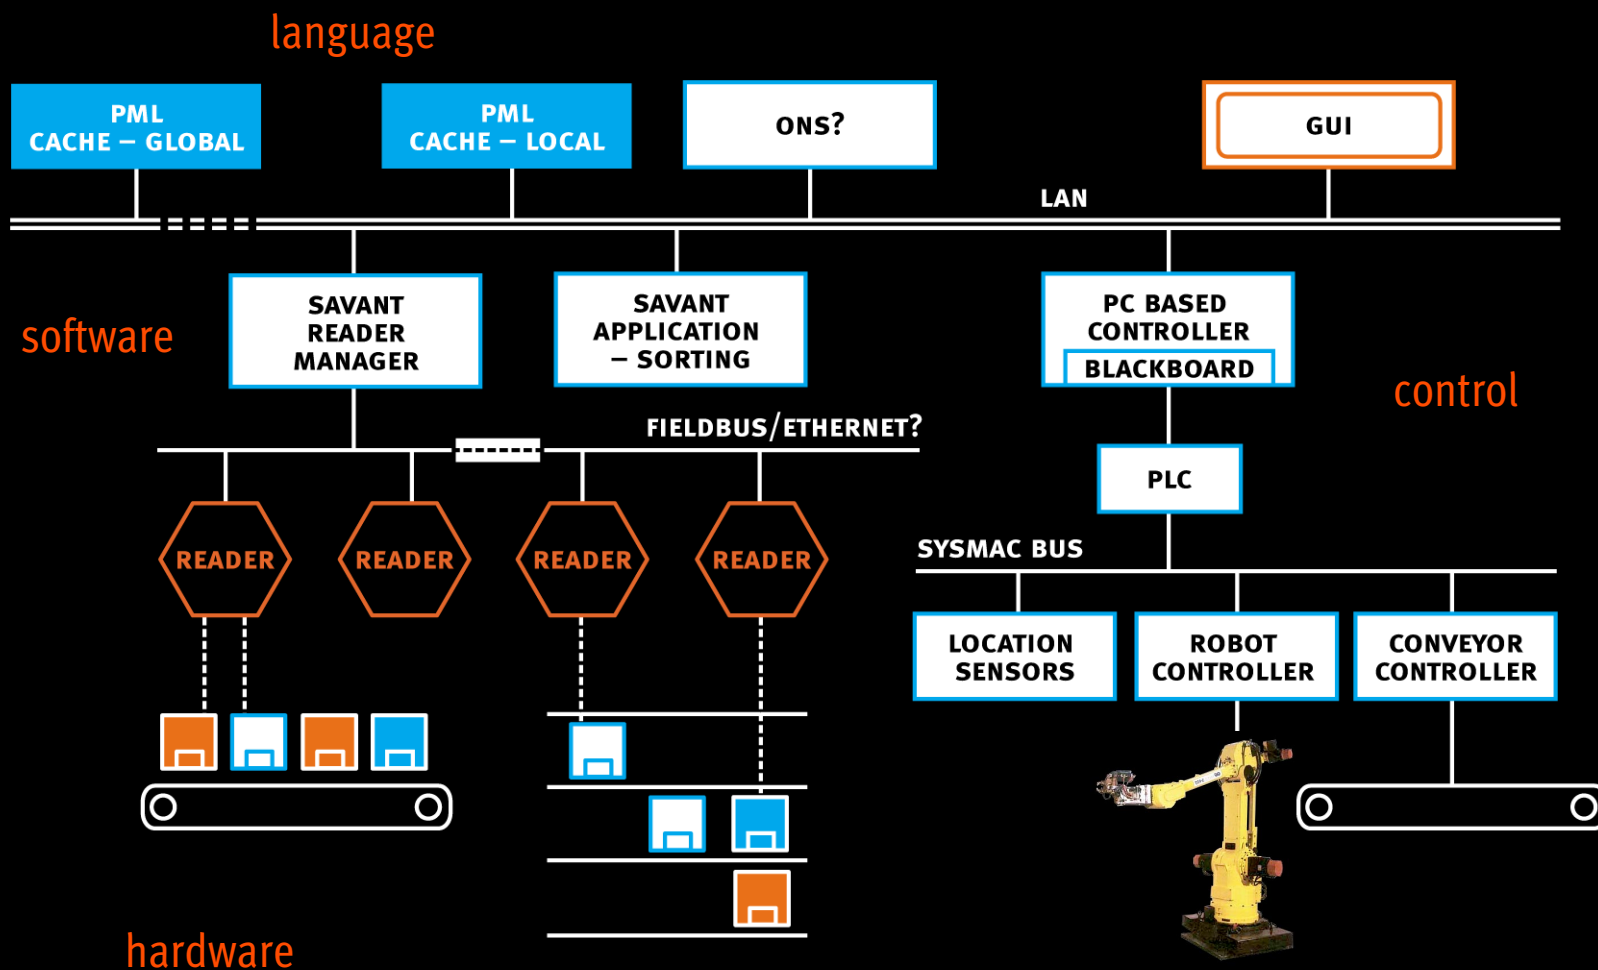 language
PML
CACHE – GLOBAL
PML
CACHE – LOCAL
ONS?
GUI
LAN
SAVANT
READER
MANAGER
SAVANT
APPLICATION
– SORTING
PC BASED
CONTROLLER
BLACKBOARD
software
control
FIELDBUS/ETHERNET?
PLC
READER
READER
READER
READER
SYSMAC BUS
LOCATION
SENSORS
ROBOT
CONTROLLER
CONVEYOR
CONTROLLER
hardware